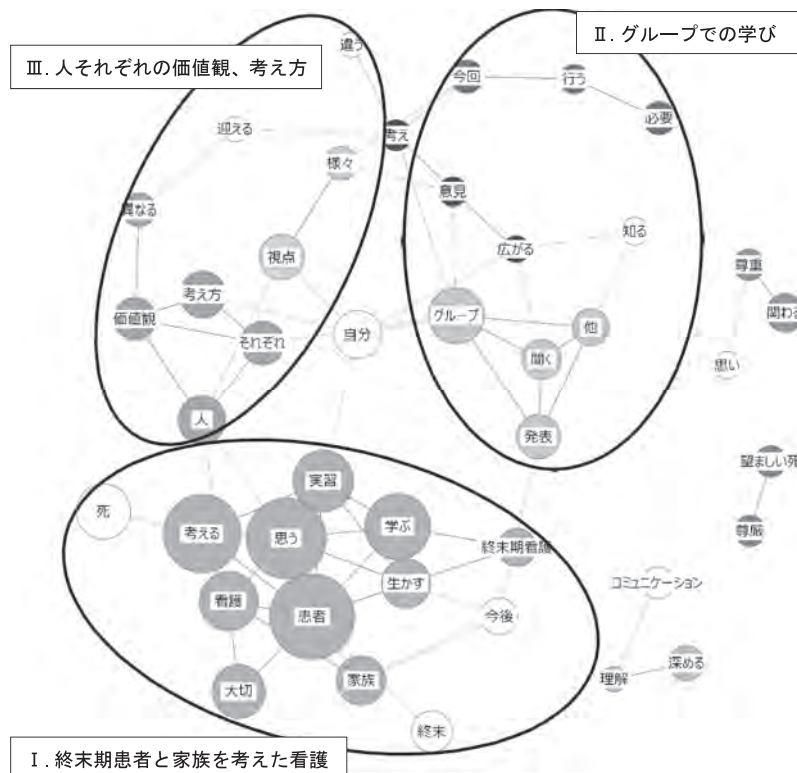 違う
Ⅱ. グループでの学び
Ⅲ. 人それぞれの価値観、考え方
今回
行う
必要
迎える
考え
様々
意見
異なる
広がる
知る
視点
尊重
考え方
価値観
グループ
関わる
自分
他
それぞれ
聞く
思い
人
発表
望ましい死
実習
死
考える
思う
学ぶ
尊厳
終末期看護
生かす
コミュニケーション
看護
患者
今後
深める
理解
大切
家族
終末
Ⅰ. 終末期患者と家族を考えた看護